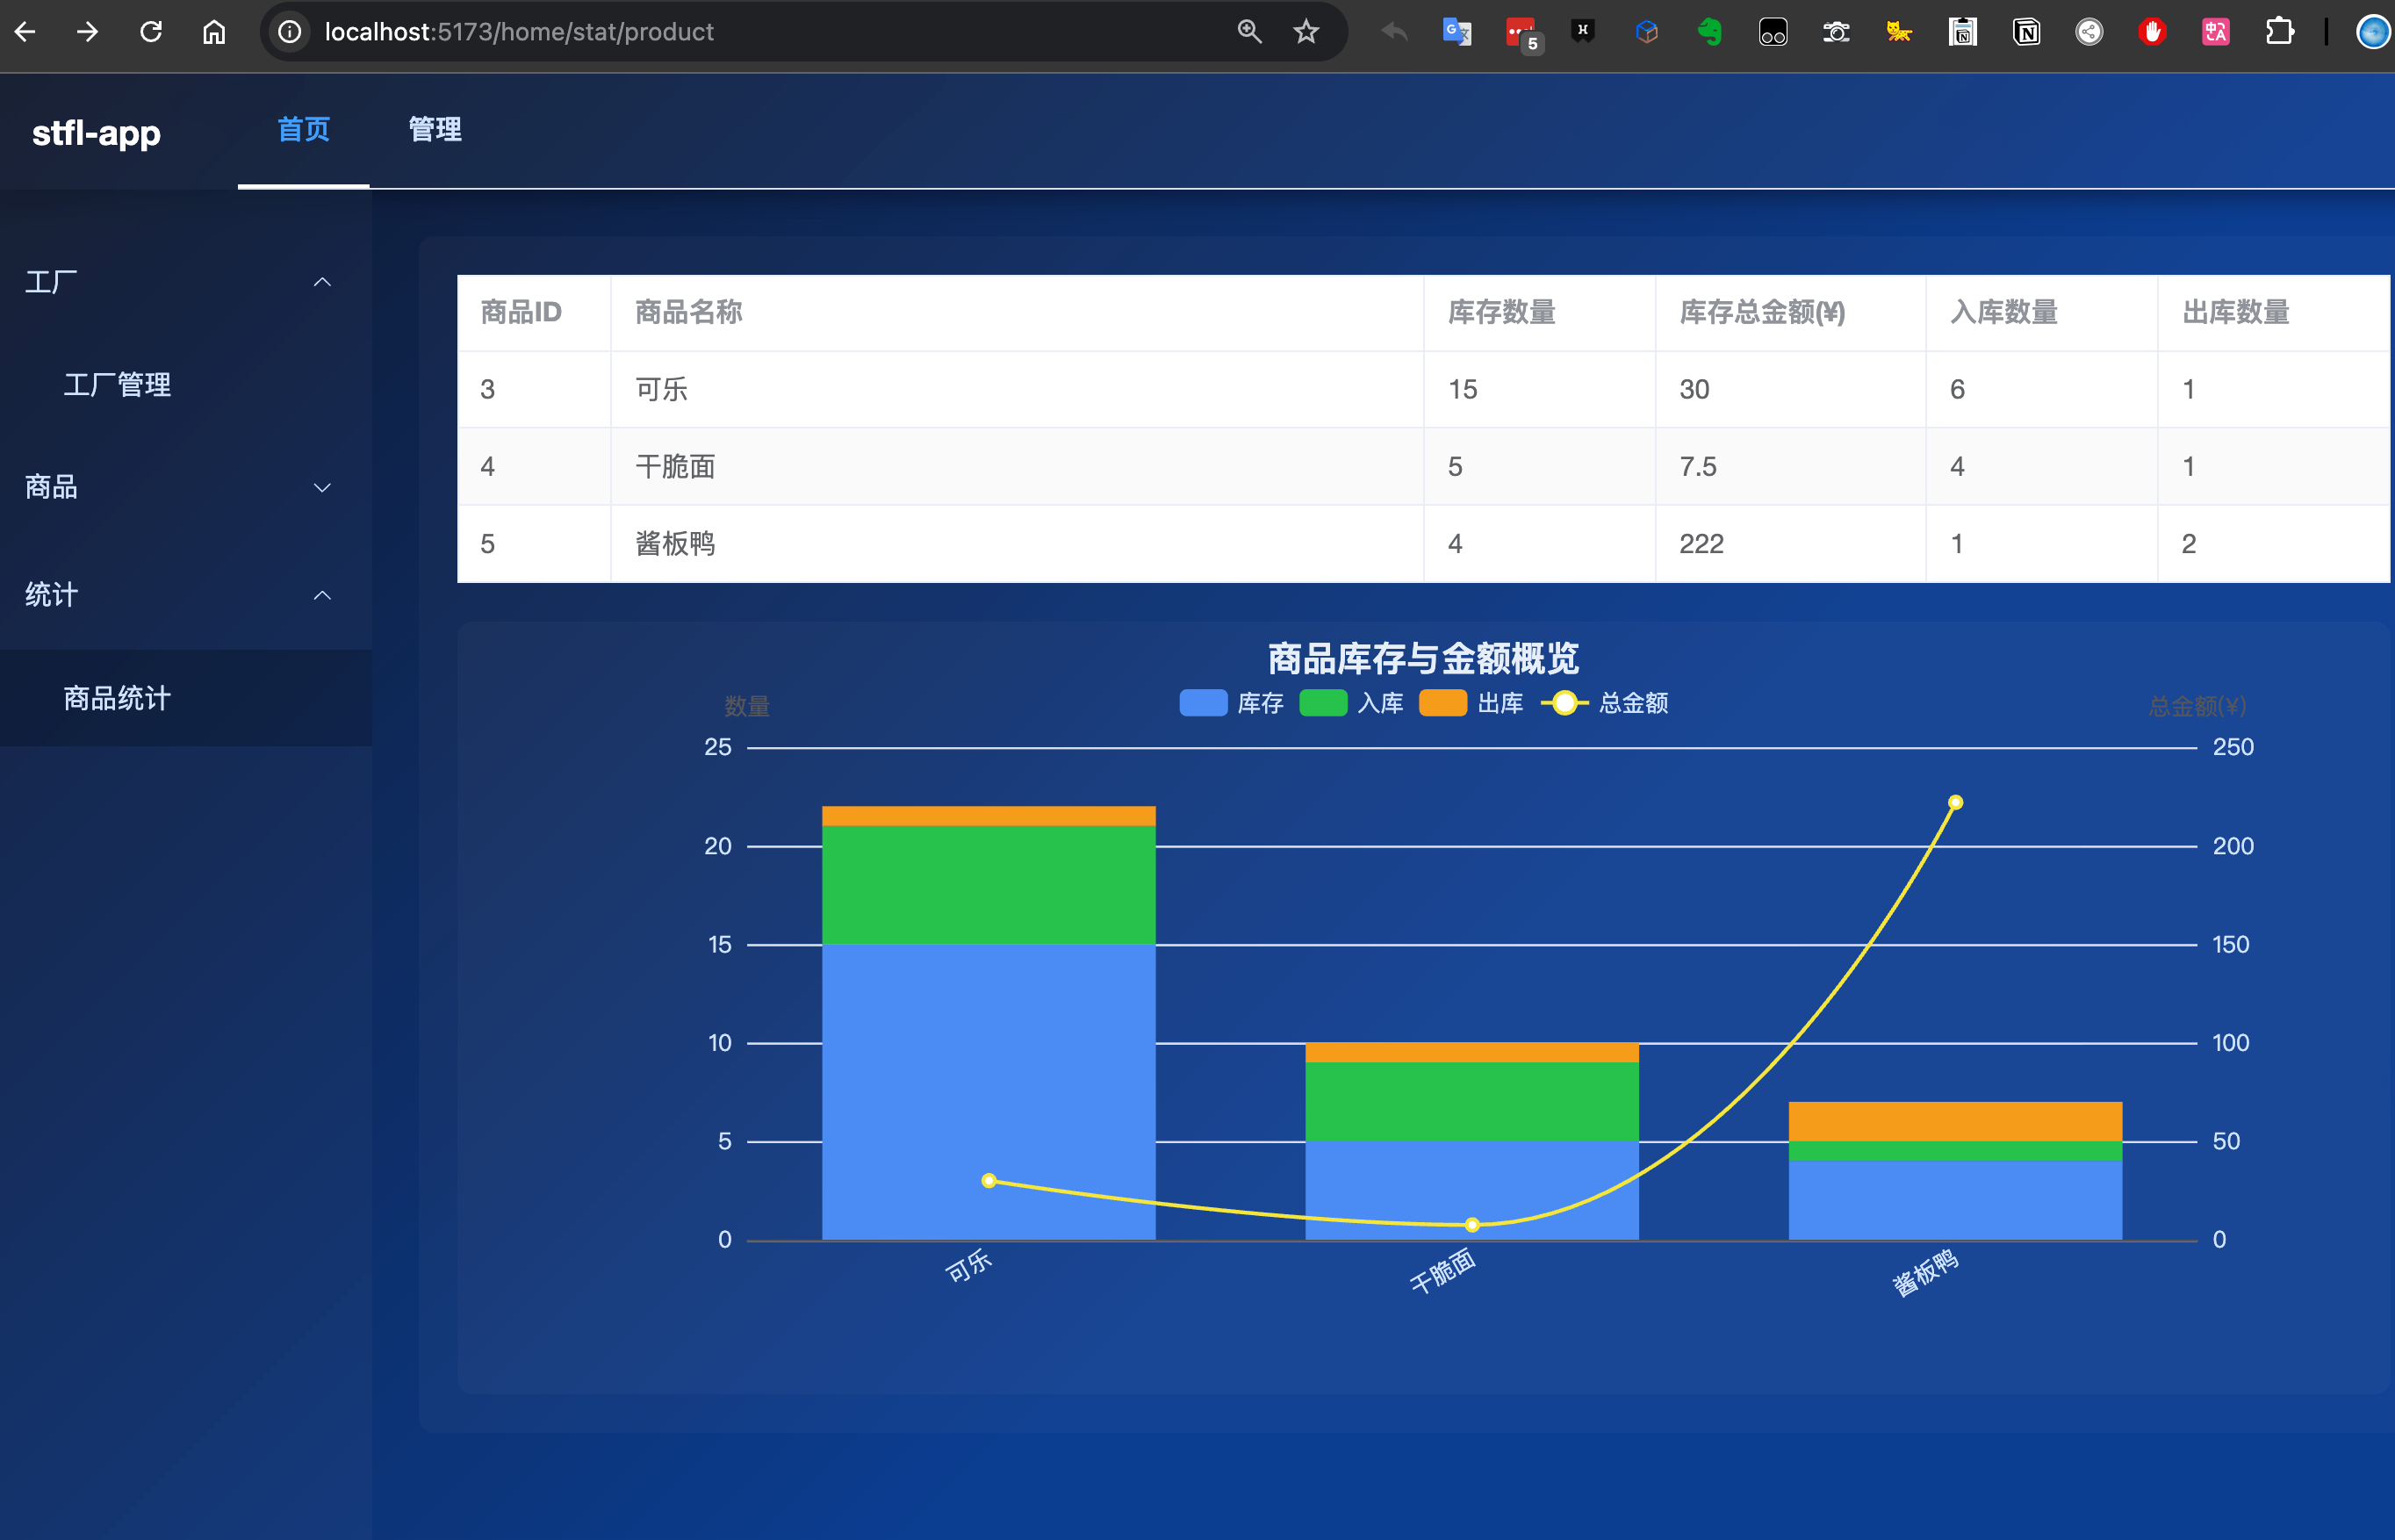 localhost:5173/home/stat/product
5
stfl-app
首页
管理
工厂
工厂管理
商品
统计
商品统计
商品ID 商品名称 库存数量 库存总金额(¥) 入库数量 出库数量
3 可乐 15 30 6 1
4 干脆面 5 7.5 4 1
5 酱板鸭 4 222 1 2
商品库存与金额概览
库存 入库 出库 总金额
数量
总金额(¥)
25 250
20 200
15 150
10 100
5 50
0 0
可乐 干脆面 酱板鸭